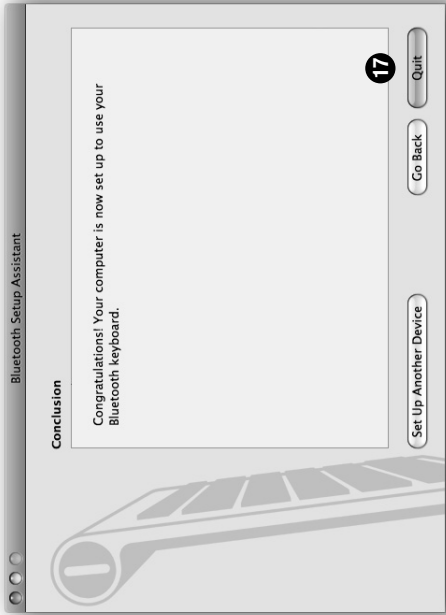 Bluetooth Setup Assistant
Conclusion
Congratulations! Your computer is now set up to use your
Bluetooth keyboard.
17
Set Up Another Device
Go Back
Quit